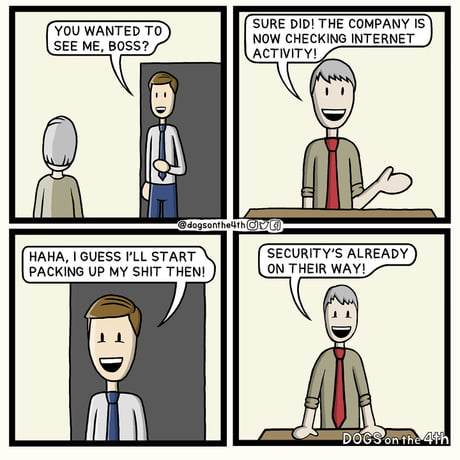 YOU WANTED TO
SEE ME, BOSS?
SURE DID! THE COMPANY IS
NOW CHECKING INTERNET
ACTIVITY!
@dogsonthe4th
HAHA, I GUESS I'LL START
PACKING UP MY SHIT THEN!
SECURITY'S ALREADY
ON THEIR WAY!
DOGS on the 4th